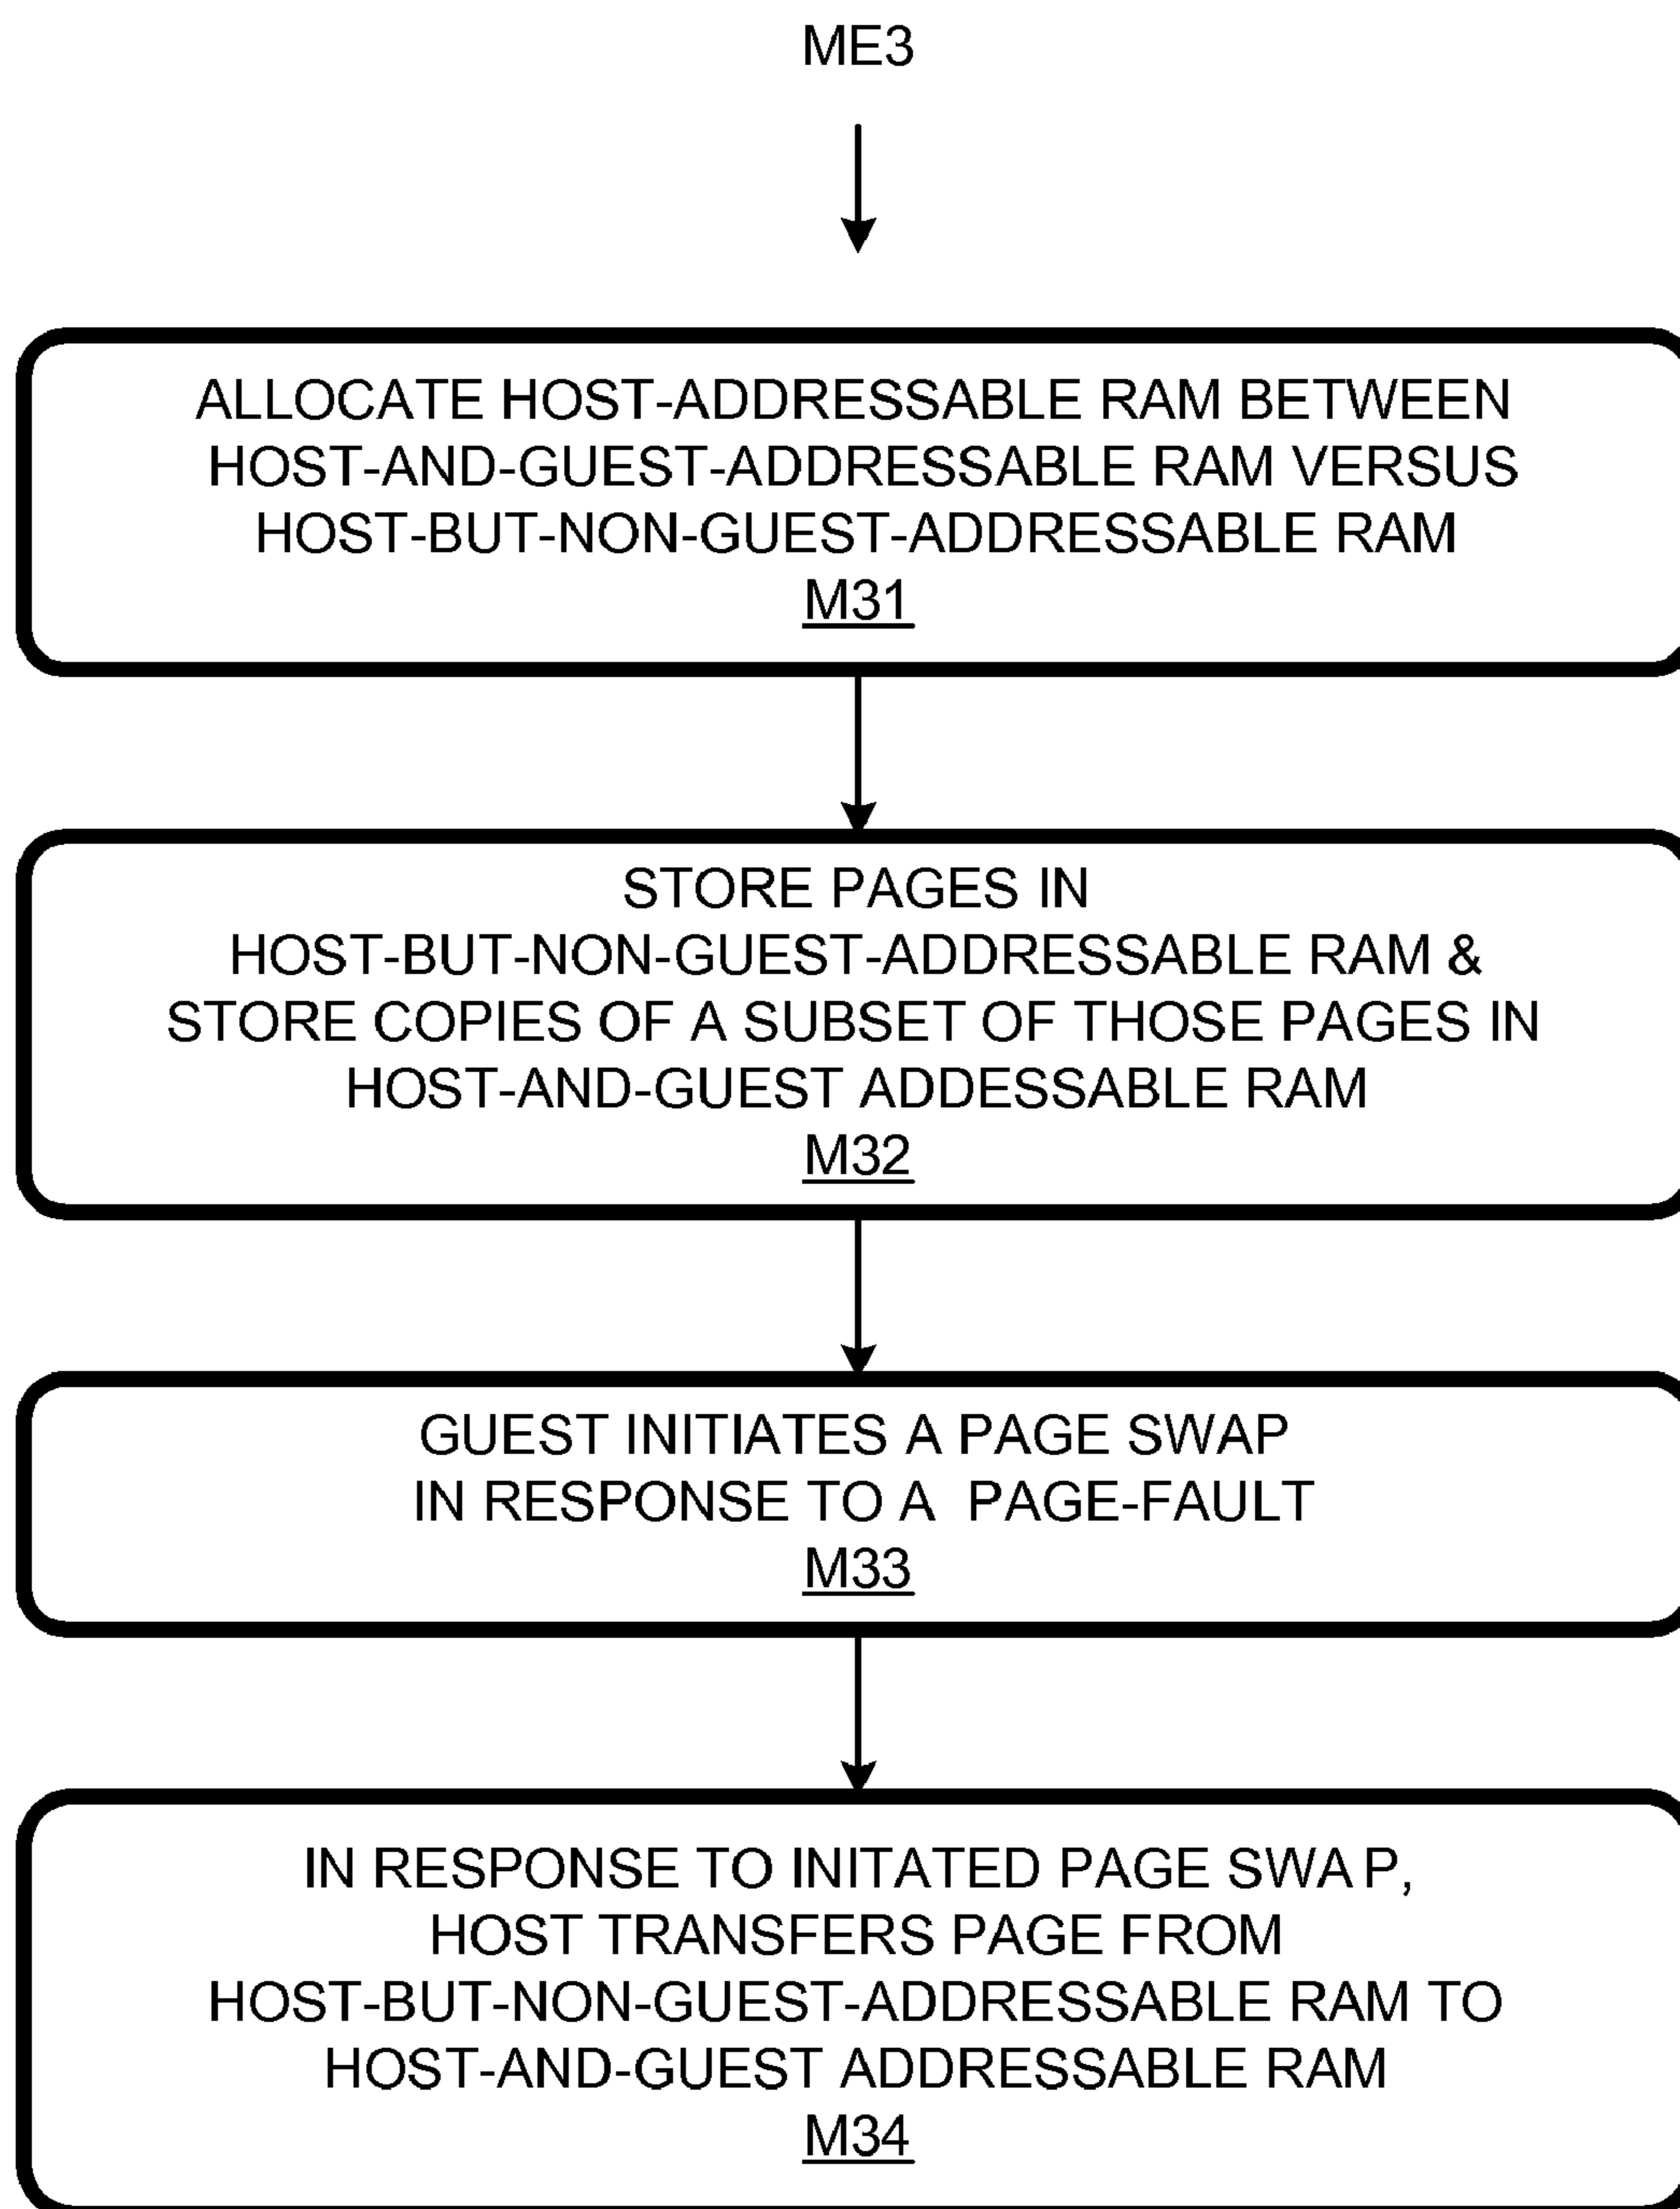 ME3
ALLOCATE HOST-ADDRESSABLE RAM BETWEEN
HOST-AND-GUEST-ADDRESSABLE RAM VERSUS
HOST-BUT-NON-GUEST-ADDRESSABLE RAM
M31
STORE PAGES IN
HOST-BUT-NON-GUEST-ADDRESSABLE RAM &
STORE COPIES OF A SUBSET OF THOSE PAGES IN
HOST-AND-GUEST ADDESSABLE RAM
M32
GUEST INITIATES A PAGE SWAP
IN RESPONSE TO A PAGE-FAULT
M33
IN RESPONSE TO INITATED PAGE SWAP,
HOST TRANSFERS PAGE FROM
HOST-BUT-NON-GUEST-ADDRESSABLE RAM TO
HOST-AND-GUEST ADDRESSABLE RAM
M34